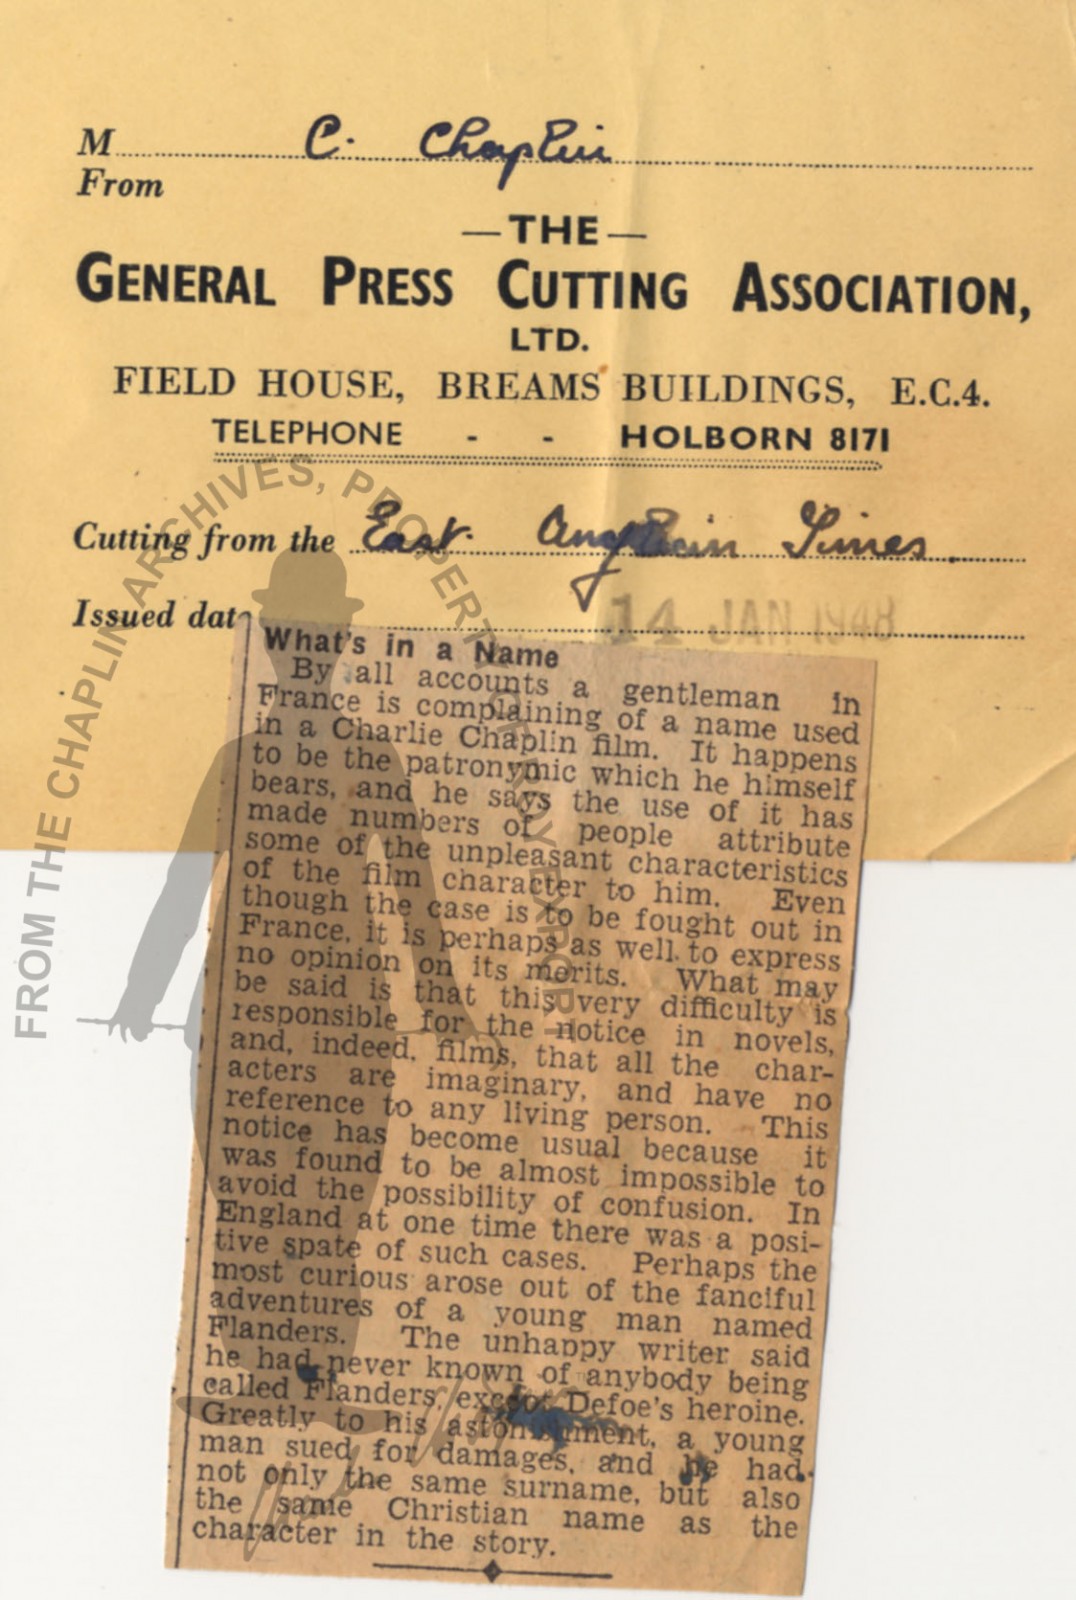 M C. Chaplin
From
— THE —
GENERAL PRESS CUTTING ASSOCIATION,
LTD.
FIELD HOUSE, BREAMS BUILDINGS, E.C.4.
TELEPHONE - - HOLBORN 8171
Cutting from the East Anglian Times
Issued date 14 JAN 1948
What's in a Name
By all accounts a gentleman in
France is complaining of a name used
in a Charlie Chaplin film. It happens
to be the patronymic which he himself
bears, and he says the use of it has
made numbers of people attribute
some of the unpleasant characteristics
of the film character to him. Even
though the case is to be fought out in
France, it is perhaps as well to express
no opinion on its merits. What may
be said is that this very difficulty is
responsible for the notice in novels,
and, indeed, films, that all the char-
acters are imaginary, and have no
reference to any living person. This
notice has become usual because it
was found to be almost impossible to
avoid the possibility of confusion. In
England at one time there was a posi-
tive spate of such cases. Perhaps the
most curious arose out of the fanciful
adventures of a young man named
Flanders. The unhappy writer said
he had never known of anybody being
called Flanders, except Defoe's heroine.
Greatly to his astonishment, a young
man sued for damages, and he had
not only the same surname, but also
the same Christian name as the
character in the story.
FROM THE CHAPLIN ARCHIVES, PROPERTY OF ROY EXPORT